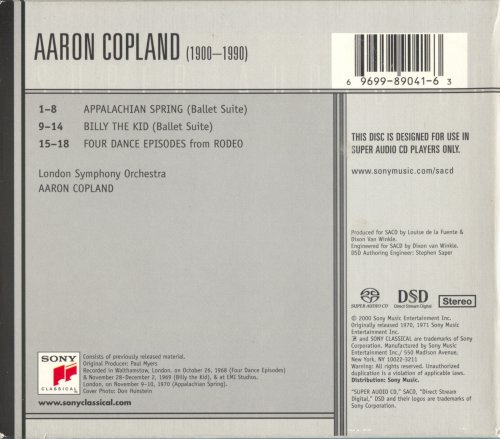 AARON COPLAND (1900–1990)
1–8 APPALACHIAN SPRING (Ballet Suite)
9–14 BILLY THE KID (Ballet Suite)
15–18 FOUR DANCE EPISODES from RODEO
London Symphony Orchestra
AARON COPLAND
6 9699-89041-6 3
THIS DISC IS DESIGNED FOR USE IN
SUPER AUDIO CD PLAYERS ONLY.
www.sonymusic.com/sacd
Produced for SACD by Louise de la Fuente &
Dixon Van Winkle.
Engineered for SACD by Dixon van Winkle.
DSD Authoring Engineer: Stephen Saper
SUPER AUDIO CD
DSD
Direct Stream Digital
Stereo
© 2000 Sony Music Entertainment Inc.
Originally released 1970, 1971 Sony Music
Entertainment Inc.
and SONY CLASSICAL are trademarks of Sony
Corporation.
Manufactured by Sony Music
Entertainment Inc./ 550 Madison Avenue,
New York, NY 10022-3211
Warning: All rights reserved. Unauthorized
duplication is a violation of applicable laws.
Distribution: Sony Music.
"SUPER AUDIO CD," SACD, "Direct Stream
Digital," DSD and their logos are trademarks of
Sony Corporation.
SONY
CLASSICAL
Consists of previously released material.
Original Producer: Paul Myers
Recorded in Walthamstow, London, on October 26, 1968 (Four Dance Episodes)
& November 28–December 2, 1969 (Billy the Kid), & at EMI Studios,
London, on November 9–10, 1970 (Appalachian Spring).
Cover Photo: Don Hunstein
www.sonyclassical.com